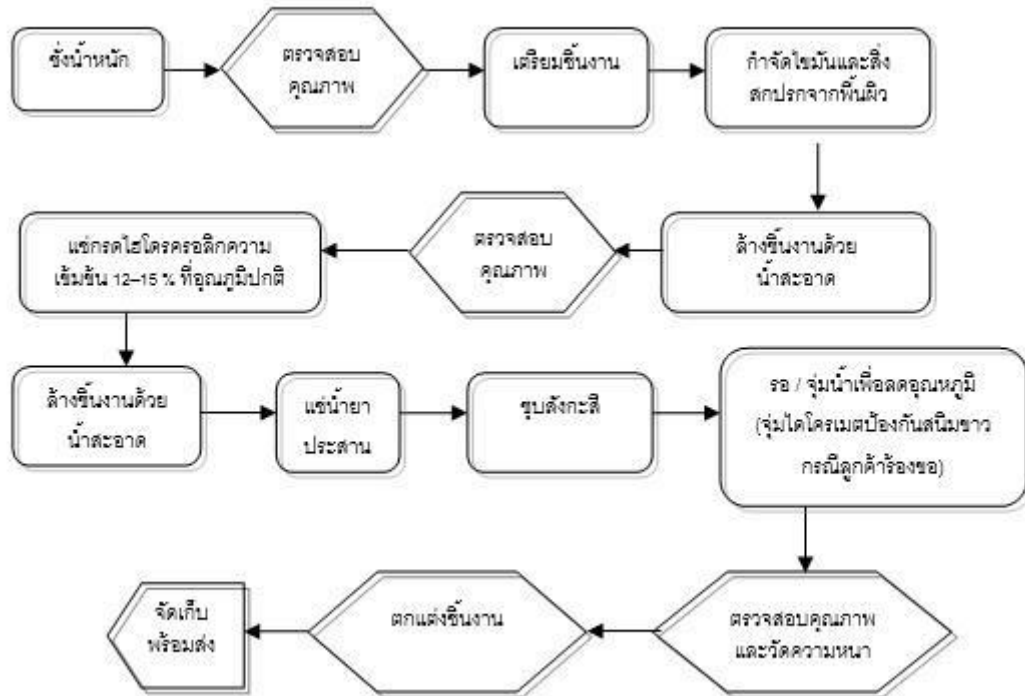 ชั่งน้ำหนัก
ตรวจสอบ
คุณภาพ
เตรียมชิ้นงาน
กำจัดไขมันและสิ่ง
สกปรกจากพื้นผิว
ล้างชิ้นงานด้วย
น้ำสะอาด
ตรวจสอบ
คุณภาพ
แช่กรดไฮโดรครอลิกความ
เข้มข้น 12–15 % ที่อุณภูมิปกติ
ล้างชิ้นงานด้วย
น้ำสะอาด
แช่น้ำยา
ประสาน
ชุบสังกะสี
รอ / จุ่มน้ำเพื่อลดอุณหภูมิ
(จุ่มไดโครเมตป้องกันสนิมขาว
กรณีลูกค้าร้องขอ)
ตรวจสอบคุณภาพ
และวัดความหนา
ตกแต่งชิ้นงาน
จัดเก็บ
พร้อมส่ง